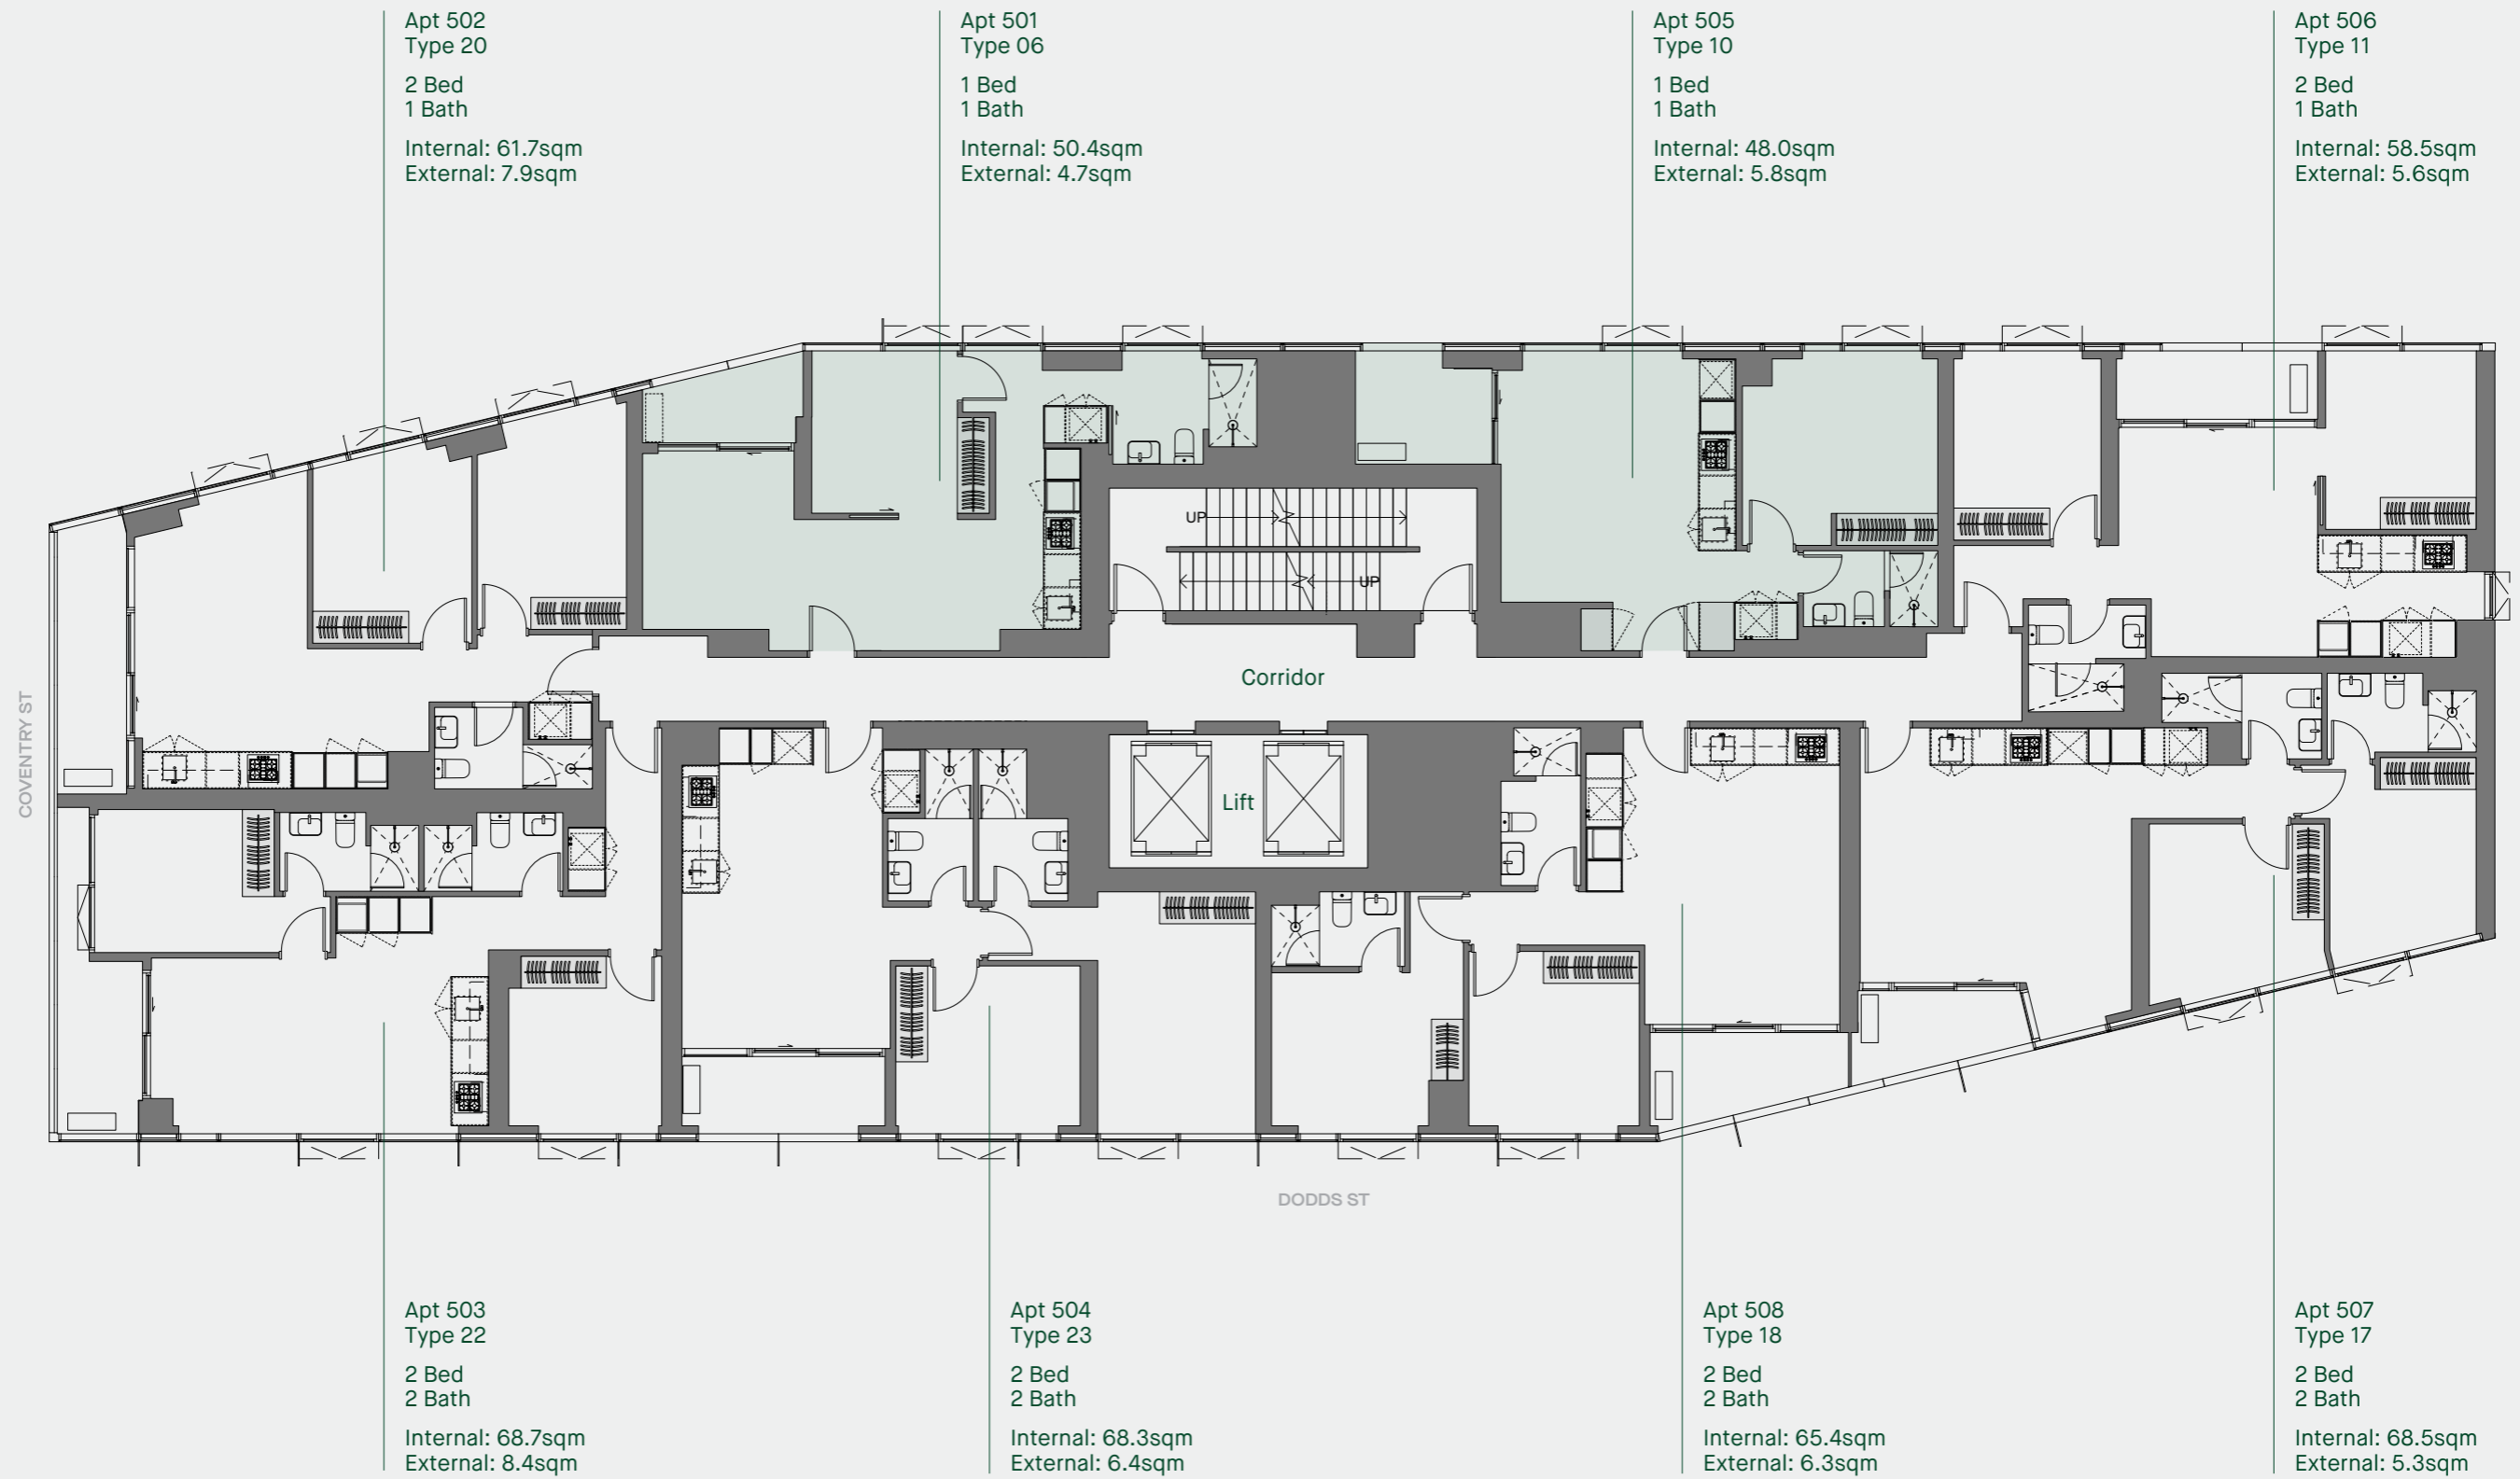 Apt 502
Type 20
2 Bed
1 Bath
Internal: 61.7sqm
External: 7.9sqm
Apt 501
Type 06
1 Bed
1 Bath
Internal: 50.4sqm
External: 4.7sqm
Apt 505
Type 10
1 Bed
1 Bath
Internal: 48.0sqm
External: 5.8sqm
Apt 506
Type 11
2 Bed
1 Bath
Internal: 58.5sqm
External: 5.6sqm
UP
UP
Corridor
COVENTRY ST
Lift
DODDS ST
Apt 503
Type 22
2 Bed
2 Bath
Internal: 68.7sqm
External: 8.4sqm
Apt 504
Type 23
2 Bed
2 Bath
Internal: 68.3sqm
External: 6.4sqm
Apt 508
Type 18
2 Bed
2 Bath
Internal: 65.4sqm
External: 6.3sqm
Apt 507
Type 17
2 Bed
2 Bath
Internal: 68.5sqm
External: 5.3sqm